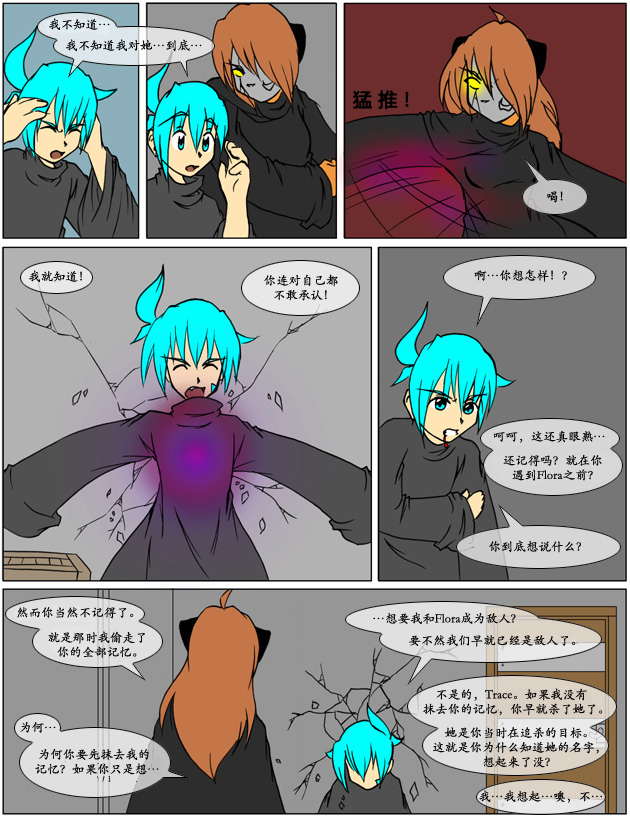 我不知道…
我不知道我对她…到底…
猛推！
喝！
我就知道！
你连对自己都
不敢承认！
啊…你想怎样！？
呵呵，这还真眼熟…
还记得吗？就在你
遇到Flora之前？
你到底想说什么？
然而你当然不记得了。
就是那时我偷走了
你的全部记忆。
…想要我和Flora成为敌人？
要不然我们早就已经是敌人了。
不是的，Trace。如果我没有
抹去你的记忆，你早就杀了她了。
她是你当时在追杀的目标。
这就是你为什么知道她的名字，
想起来了没？
为何…
为何你要先抹去我的
记忆？如果你只是想…
我…我想起…噢，不…